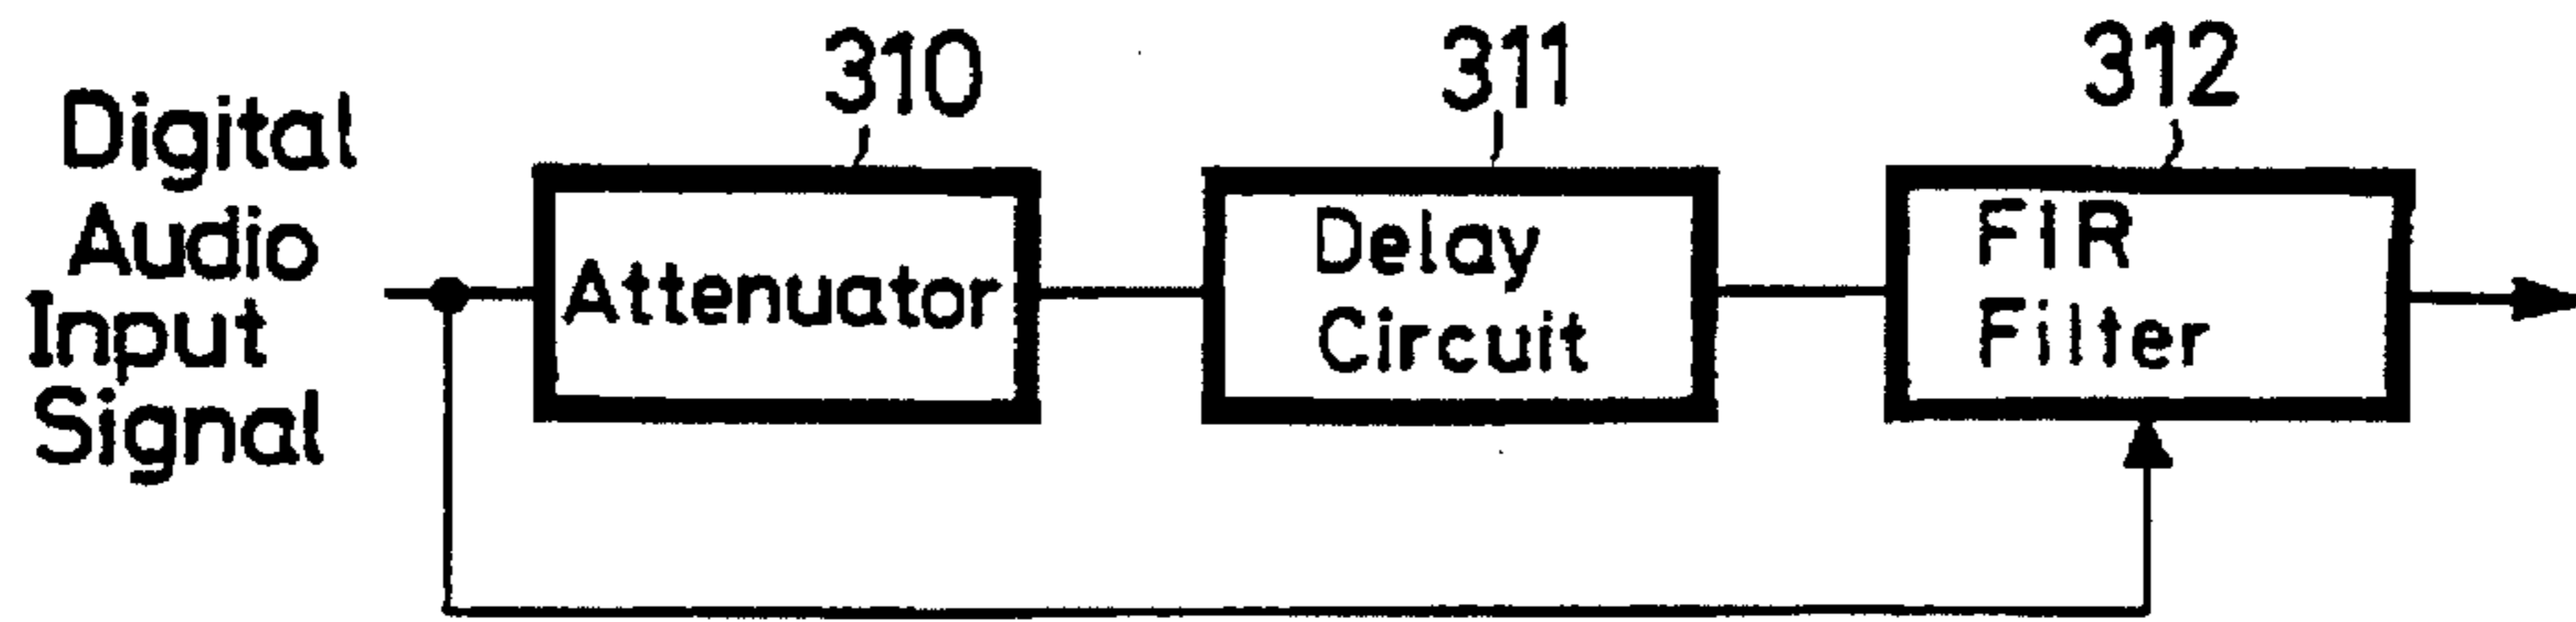 310
311
312
Digital
Audio
Input
Signal
Attenuator
Delay
Circuit
FIR
Filter